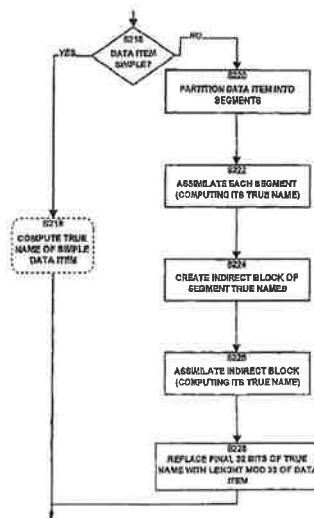 S216
DATA ITEM
SIMPLE?
YES
NO
S220
PARTITION DATA ITEM INTO
SEGMENTS
S222
ASSIMILATE EACH SEGMENT
(COMPUTING ITS TRUE NAME)
S218
COMPUTE TRUE
NAME OF SIMPLE
DATA ITEM
S224
CREATE INDIRECT BLOCK OF
SEGMENT TRUE NAMES
S226
ASSIMILATE INDIRECT BLOCK
(COMPUTING ITS TRUE NAME)
S228
REPLACE FINAL 32 BITS OF TRUE
NAME WITH LENGHT MOD 32 OF DATA
ITEM